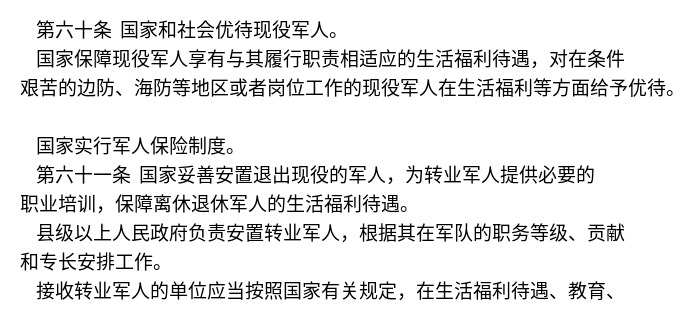 第六十条 国家和社会优待现役军人。
国家保障现役军人享有与其履行职责相适应的生活福利待遇，对在条件
艰苦的边防、海防等地区或者岗位工作的现役军人在生活福利等方面给予优待。
国家实行军人保险制度。
第六十一条 国家妥善安置退出现役的军人，为转业军人提供必要的
职业培训，保障离休退休军人的生活福利待遇。
县级以上人民政府负责安置转业军人，根据其在军队的职务等级、贡献
和专长安排工作。
接收转业军人的单位应当按照国家有关规定，在生活福利待遇、教育、